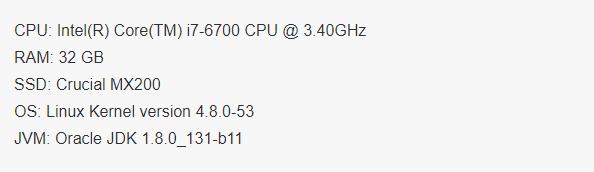 CPU: Intel(R) Core(TM) i7-6700 CPU @ 3.40GHz
RAM: 32 GB
SSD: Crucial MX200
OS: Linux Kernel version 4.8.0-53
JVM: Oracle JDK 1.8.0_131-b11